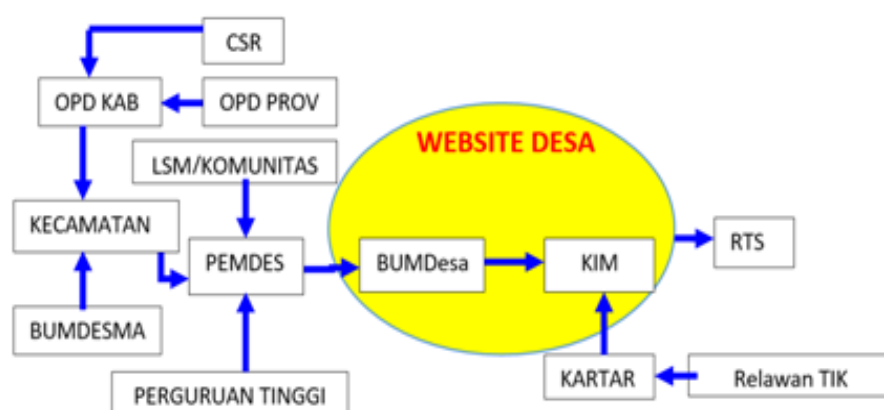 CSR
OPD KAB
OPD PROV
WEBSITE DESA
LSM/KOMUNITAS
KECAMATAN
PEMDES
BUMDesa
KIM
RTS
BUMDESMA
PERGURUAN TINGGI
KARTAR
Relawan TIK